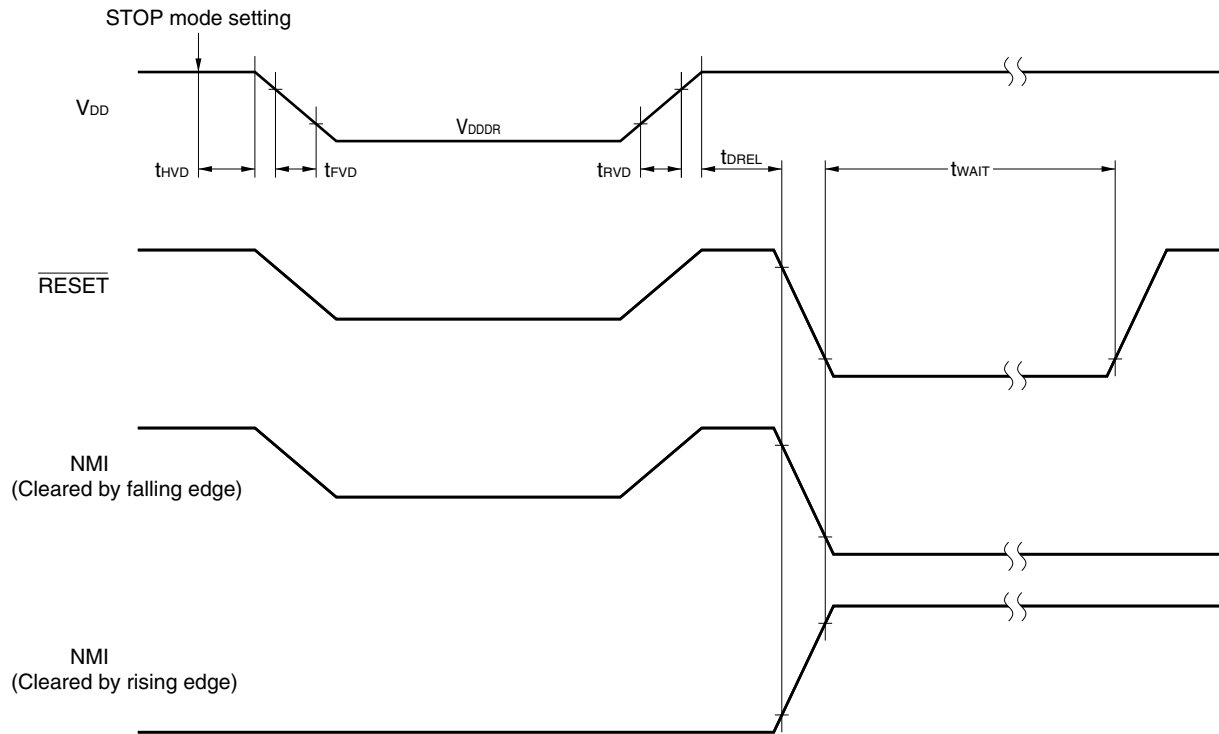 STOP mode setting
VDD
VDDDR
tHVD
tFVD
tRVD
tDREL
tWAIT
RESET
NMI
(Cleared by falling edge)
NMI
(Cleared by rising edge)